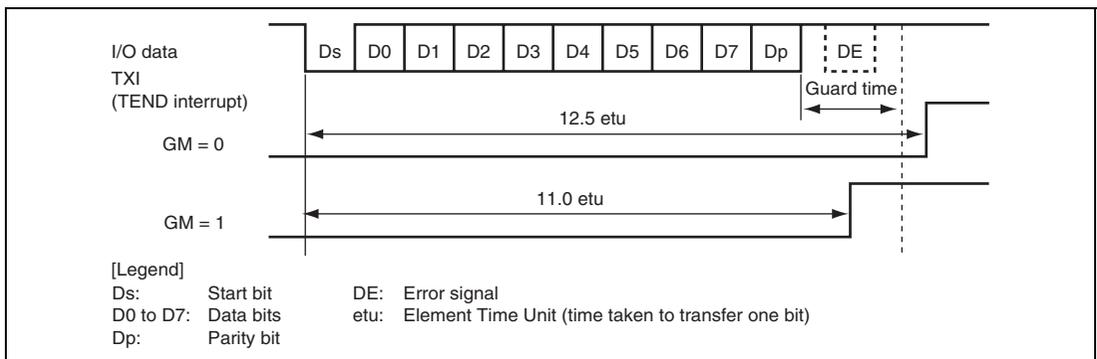 I/O data
Ds D0 D1 D2 D3 D4 D5 D6 D7 Dp DE
TXI
(TEND interrupt)
Guard time
12.5 etu
GM = 0
11.0 etu
GM = 1
[Legend]
Ds: Start bit DE: Error signal
D0 to D7: Data bits etu: Element Time Unit (time taken to transfer one bit)
Dp: Parity bit